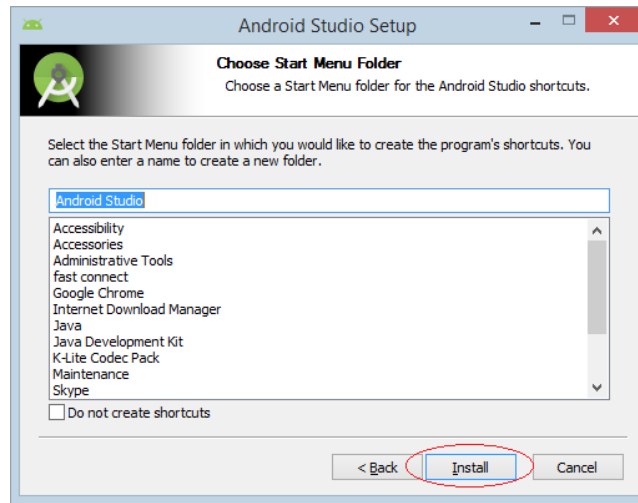 Android Studio Setup
Choose Start Menu Folder
Choose a Start Menu folder for the Android Studio shortcuts.
Select the Start Menu folder in which you would like to create the program's shortcuts. You
can also enter a name to create a new folder.
Android Studio
Accessibility
Accessories
Administrative Tools
fast connect
Google Chrome
Internet Download Manager
Java
Java Development Kit
K-Lite Codec Pack
Maintenance
Skype
Do not create shortcuts
< Back Install Cancel